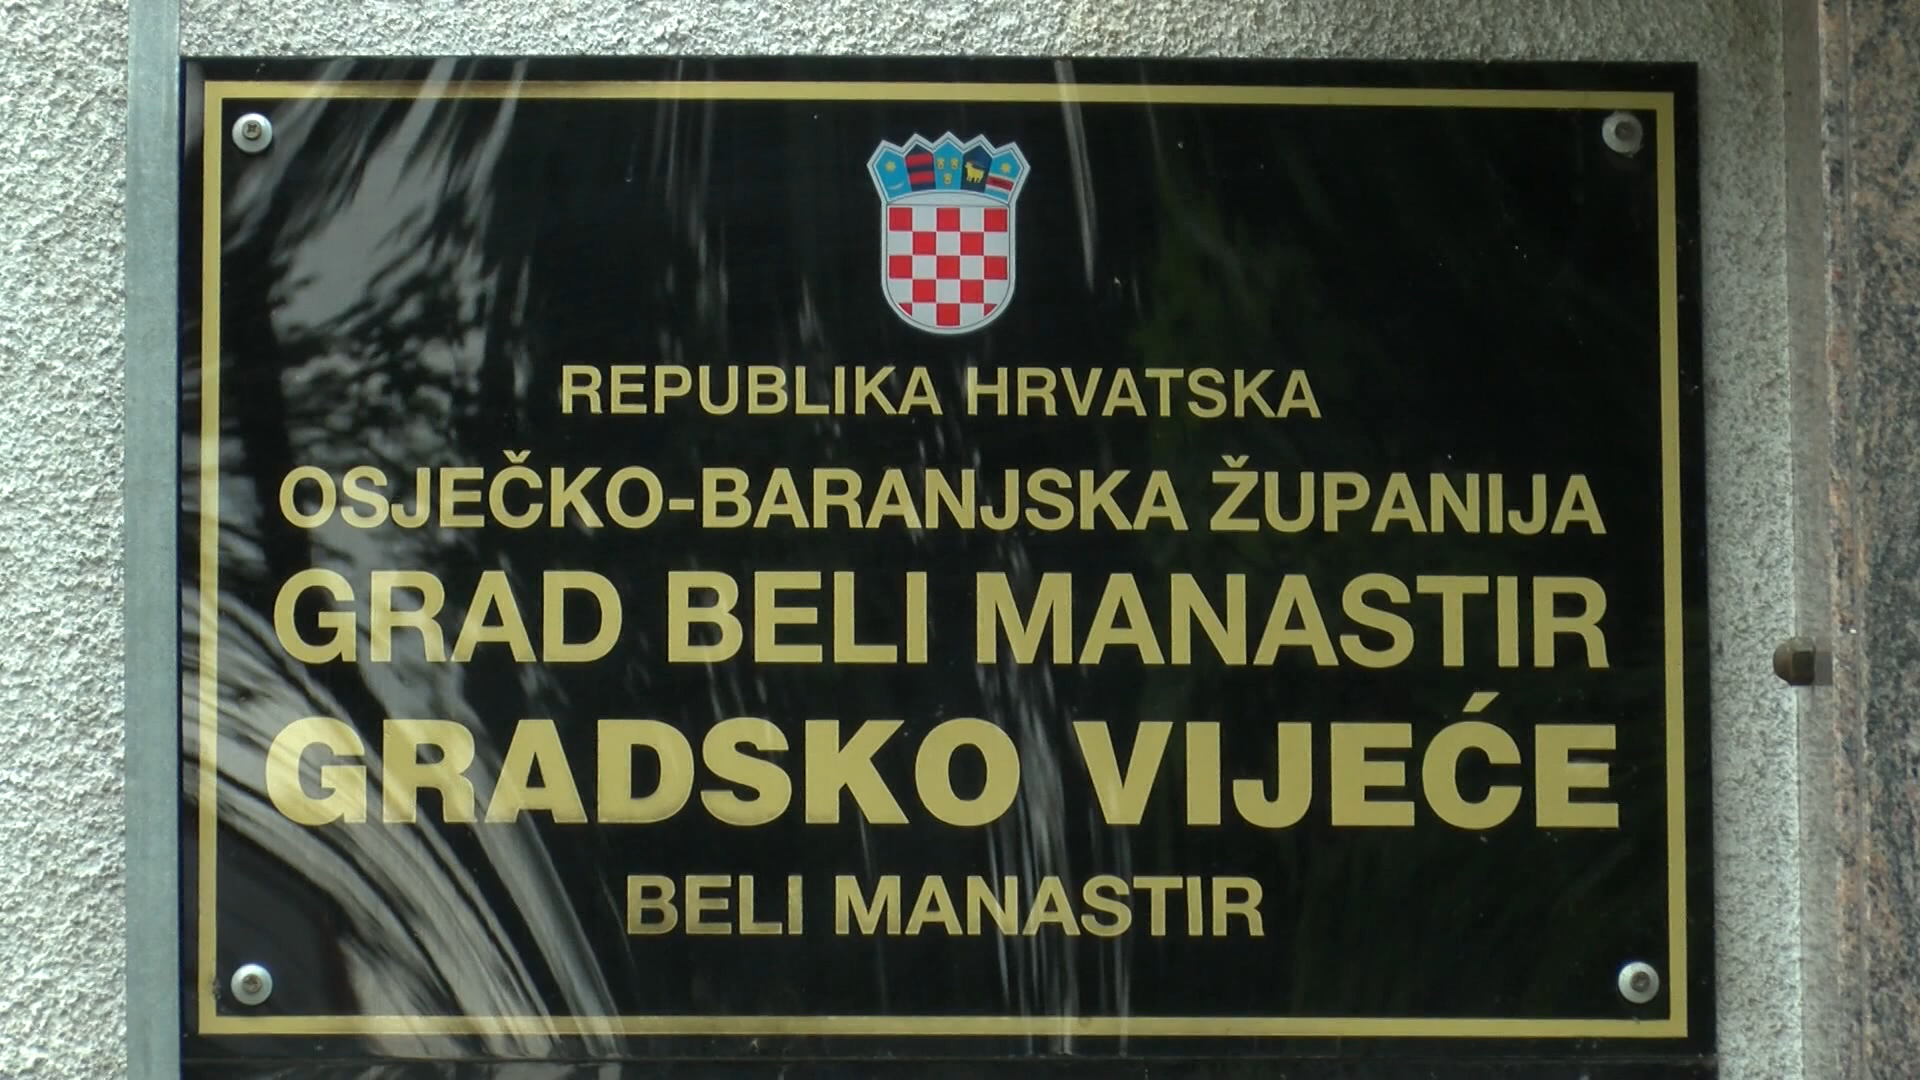 REPUBLIKA HRVATSKA
OSJEČKO-BARANJSKA ŽUPANIJA
GRAD BELI MANASTIR
GRADSKO VIJEĆE
BELI MANASTIR